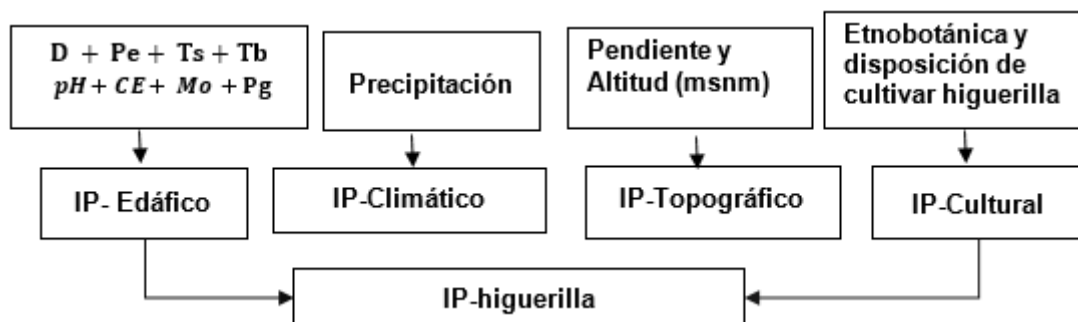 D + Pe + Ts + Tb
pH + CE + Mo + Pg
Precipitación
Pendiente y
Altitud (msnm)
Etnobotánica y
disposición de
cultivar higuerilla
IP- Edáfico
IP-Climático
IP-Topográfico
IP-Cultural
IP-higuerilla